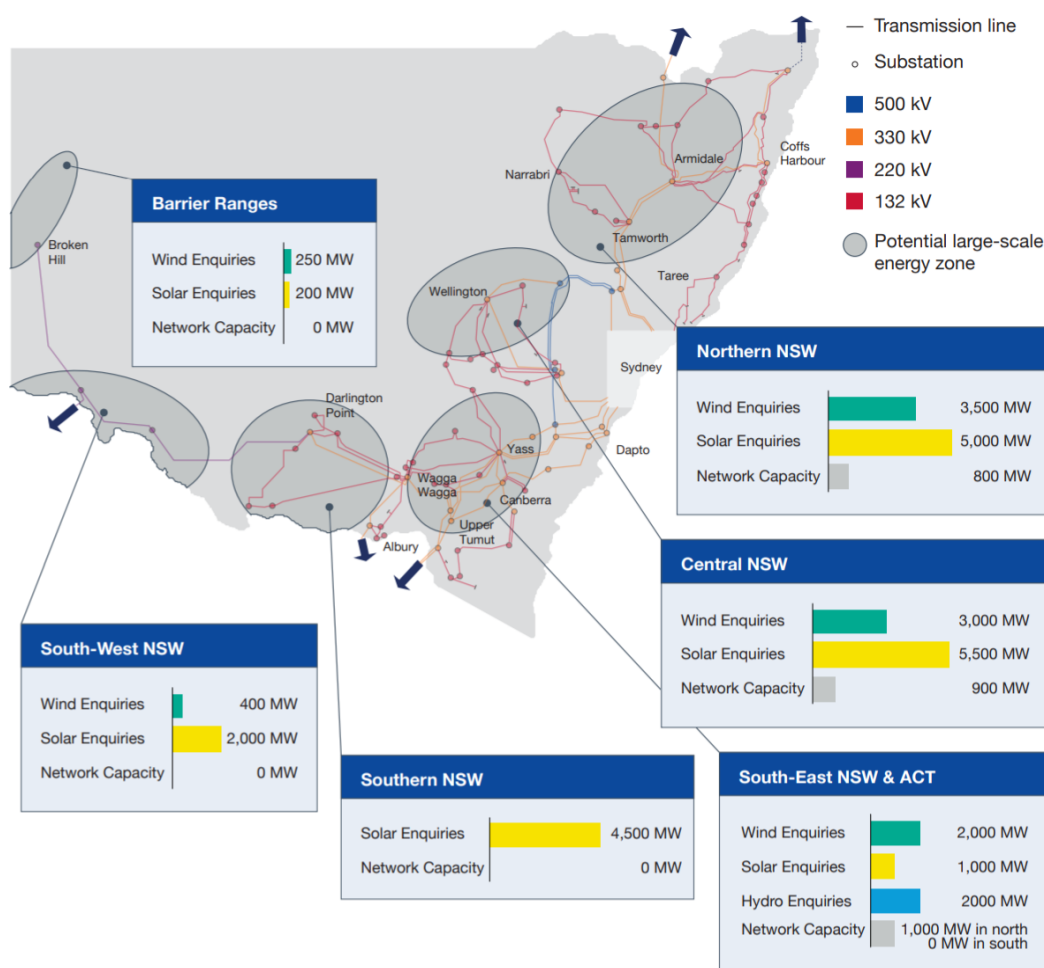 Transmission line
Substation
500 kV
330 kV
220 kV
132 kV
Potential large-scale
energy zone
Coffs
Harbour
Armidale
Narrabri
Tamworth
Taree
Broken
Hill
Wellington
Sydney
Darlington
Point
Yass
Dapto
Wagga
Wagga
Canberra
Upper
Tumut
Albury
Barrier Ranges
Wind Enquiries 250 MW
Solar Enquiries 200 MW
Network Capacity 0 MW
Northern NSW
Wind Enquiries 3,500 MW
Solar Enquiries 5,000 MW
Network Capacity 800 MW
Central NSW
Wind Enquiries 3,000 MW
Solar Enquiries 5,500 MW
Network Capacity 900 MW
South-West NSW
Wind Enquiries 400 MW
Solar Enquiries 2,000 MW
Network Capacity 0 MW
Southern NSW
Solar Enquiries 4,500 MW
Network Capacity 0 MW
South-East NSW & ACT
Wind Enquiries 2,000 MW
Solar Enquiries 1,000 MW
Hydro Enquiries 2000 MW
Network Capacity 1,000 MW in north
0 MW in south